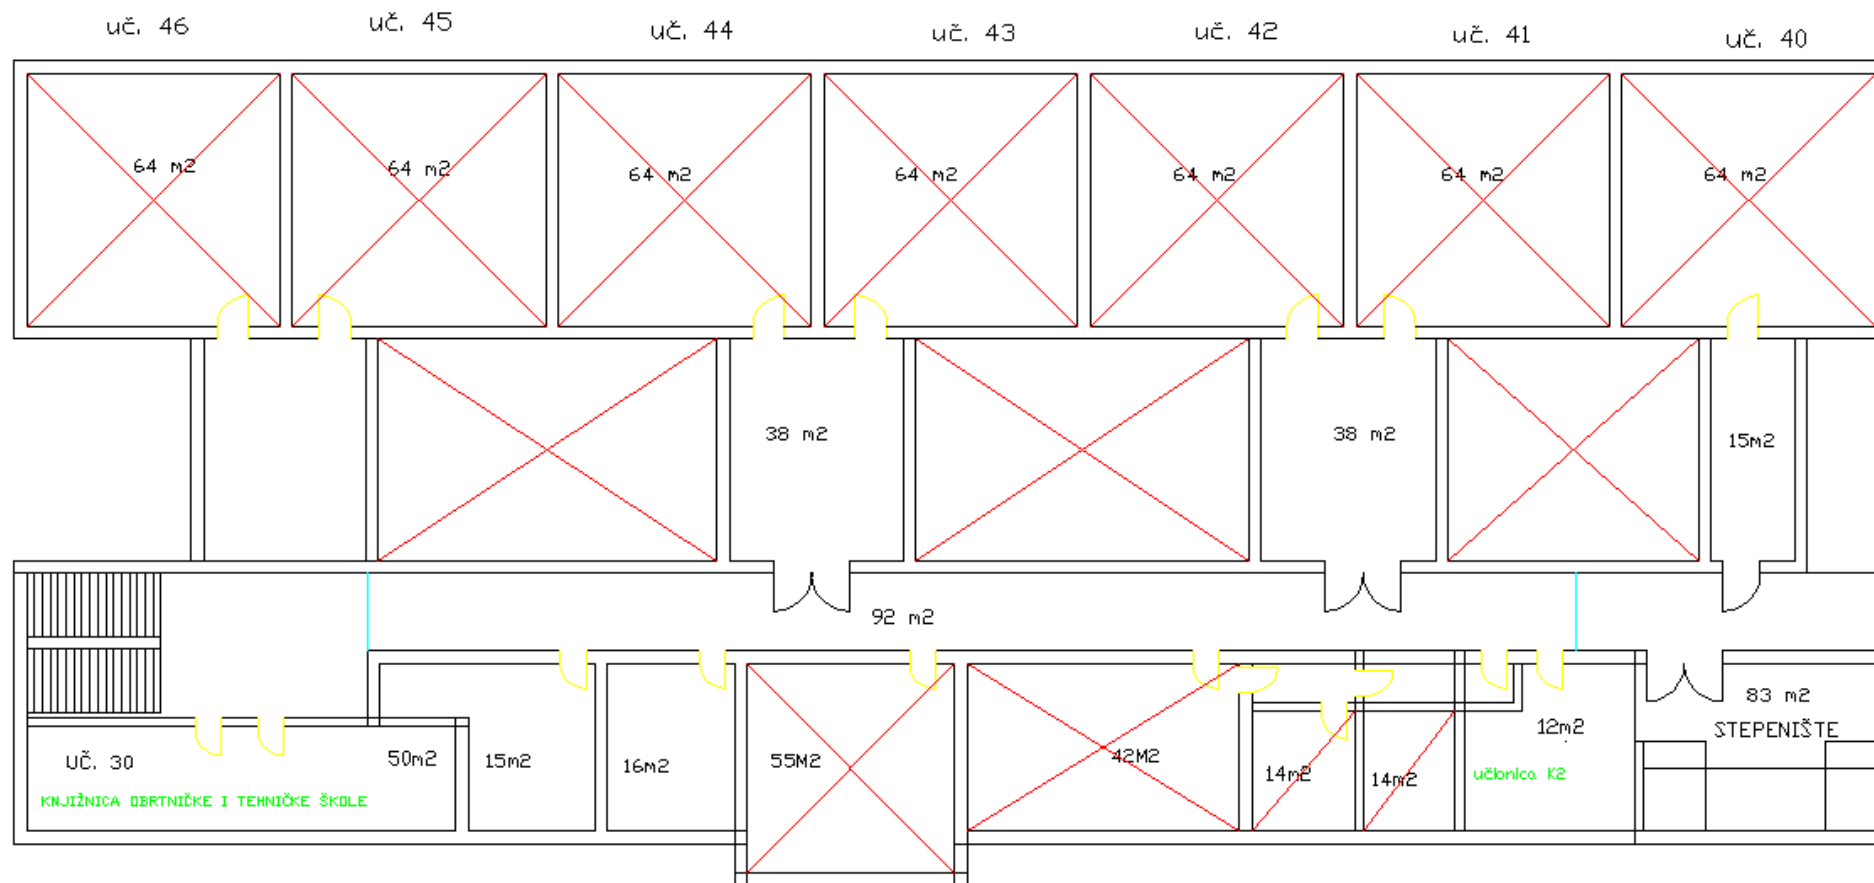 uč. 46
uč. 45
uč. 44
uč. 43
uč. 42
uč. 41
uč. 40
64 m2
64 m2
64 m2
64 m2
64 m2
64 m2
64 m2
38 m2
38 m2
15m2
92 m2
83 m2
STEPENIŠTE
12m2
UČ. 30
50m2
15m2
16m2
55M2
42M2
14m2
14m2
učionica K2
KNJIŽNICA OBRTNIČKE I TEHNIČKE ŠKOLE